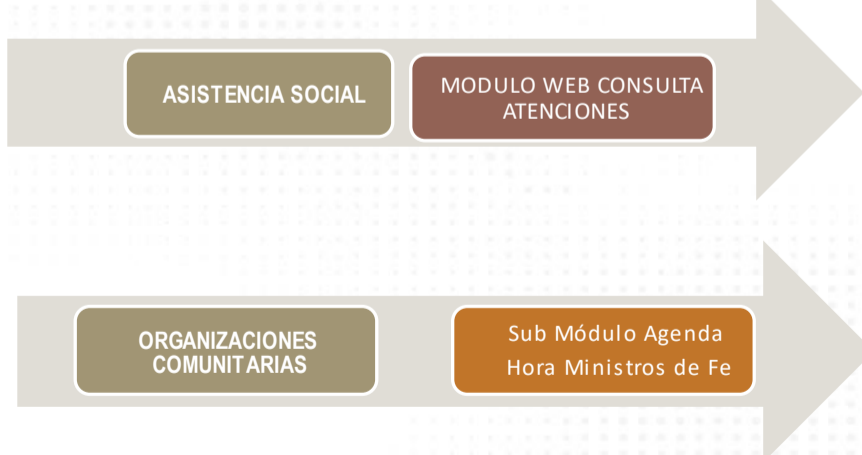 ASISTENCIA SOCIAL
MODULO WEB CONSULTA
ATENCIONES
ORGANIZACIONES
COMUNITARIAS
Sub Módulo Agenda
Hora Ministros de Fe